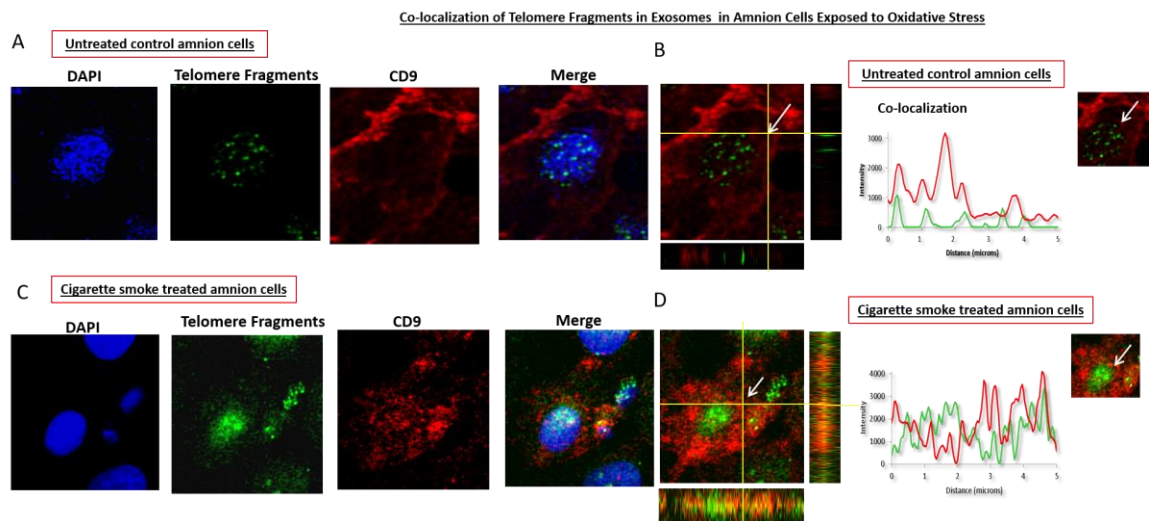 Co-localization of Telomere Fragments in Exosomes in Amnion Cells Exposed to Oxidative Stress
A
Untreated control amnion cells
DAPI
Telomere Fragments
CD9
Merge
B
Untreated control amnion cells
Co-localization
Intensity
3000
2000
1000
0
0 1 2 3 4 5
Distance (microns)
C
Cigarette smoke treated amnion cells
DAPI
Telomere Fragments
CD9
Merge
D
Cigarette smoke treated amnion cells
Intensity
4000
3000
2000
1000
0
0 1 2 3 4 5
Distance (microns)